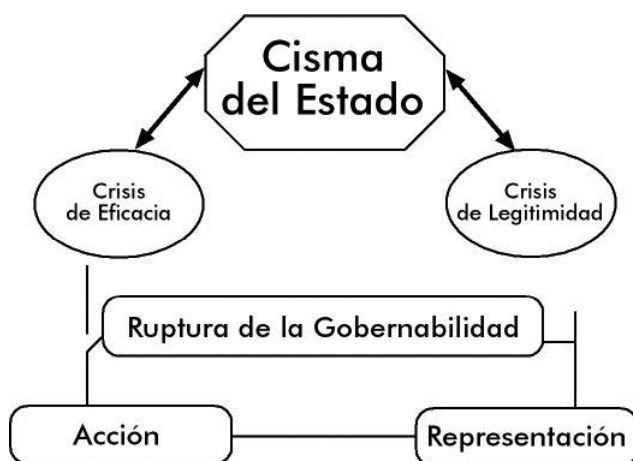 Cisma
del Estado
Crisis
de Eficacia
Crisis
de Legitimidad
Ruptura de la Gobernabilidad
Acción
Representación